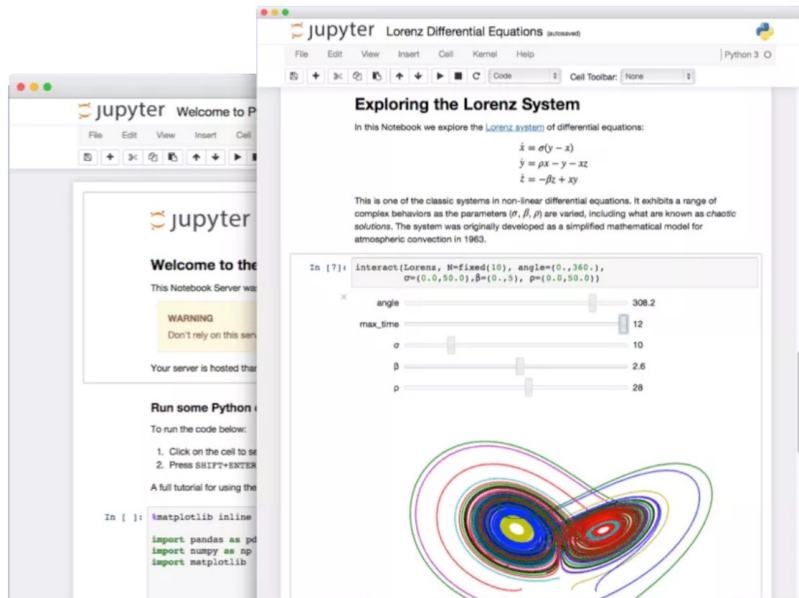 jupyter Lorenz Differential Equations (autosaved)
File Edit View Insert Cell Kernel Help Python 3
Code Cell Toolbar: None
Exploring the Lorenz System
In this Notebook we explore the Lorenz system of differential equations:
ẋ = σ(y − x)
ẏ = ρx − y − xz
ż = −βz + xy
This is one of the classic systems in non-linear differential equations. It exhibits a range of
complex behaviors as the parameters (σ, β, ρ) are varied, including what are known as chaotic
solutions. The system was originally developed as a simplified mathematical model for
atmospheric convection in 1963.
In [7]: interact(Lorenz, N=fixed(10), angle=(0.,360.),
σ=(0.0,50.0),β=(0.,5), ρ=(0.0,50.0))
angle 308.2
max_time 12
σ 10
β 2.6
ρ 28
jupyter Welcome to P
File Edit View Insert Cell
jupyter
Welcome to the
This Notebook Server was
WARNING
Don't rely on this serv
Your server is hosted than
Run some Python
To run the code below:
1. Click on the cell to se
2. Press SHIFT+ENTER
A full tutorial for using the
In [ ]: %matplotlib inline
import pandas as pd
import numpy as np
import matplotlib